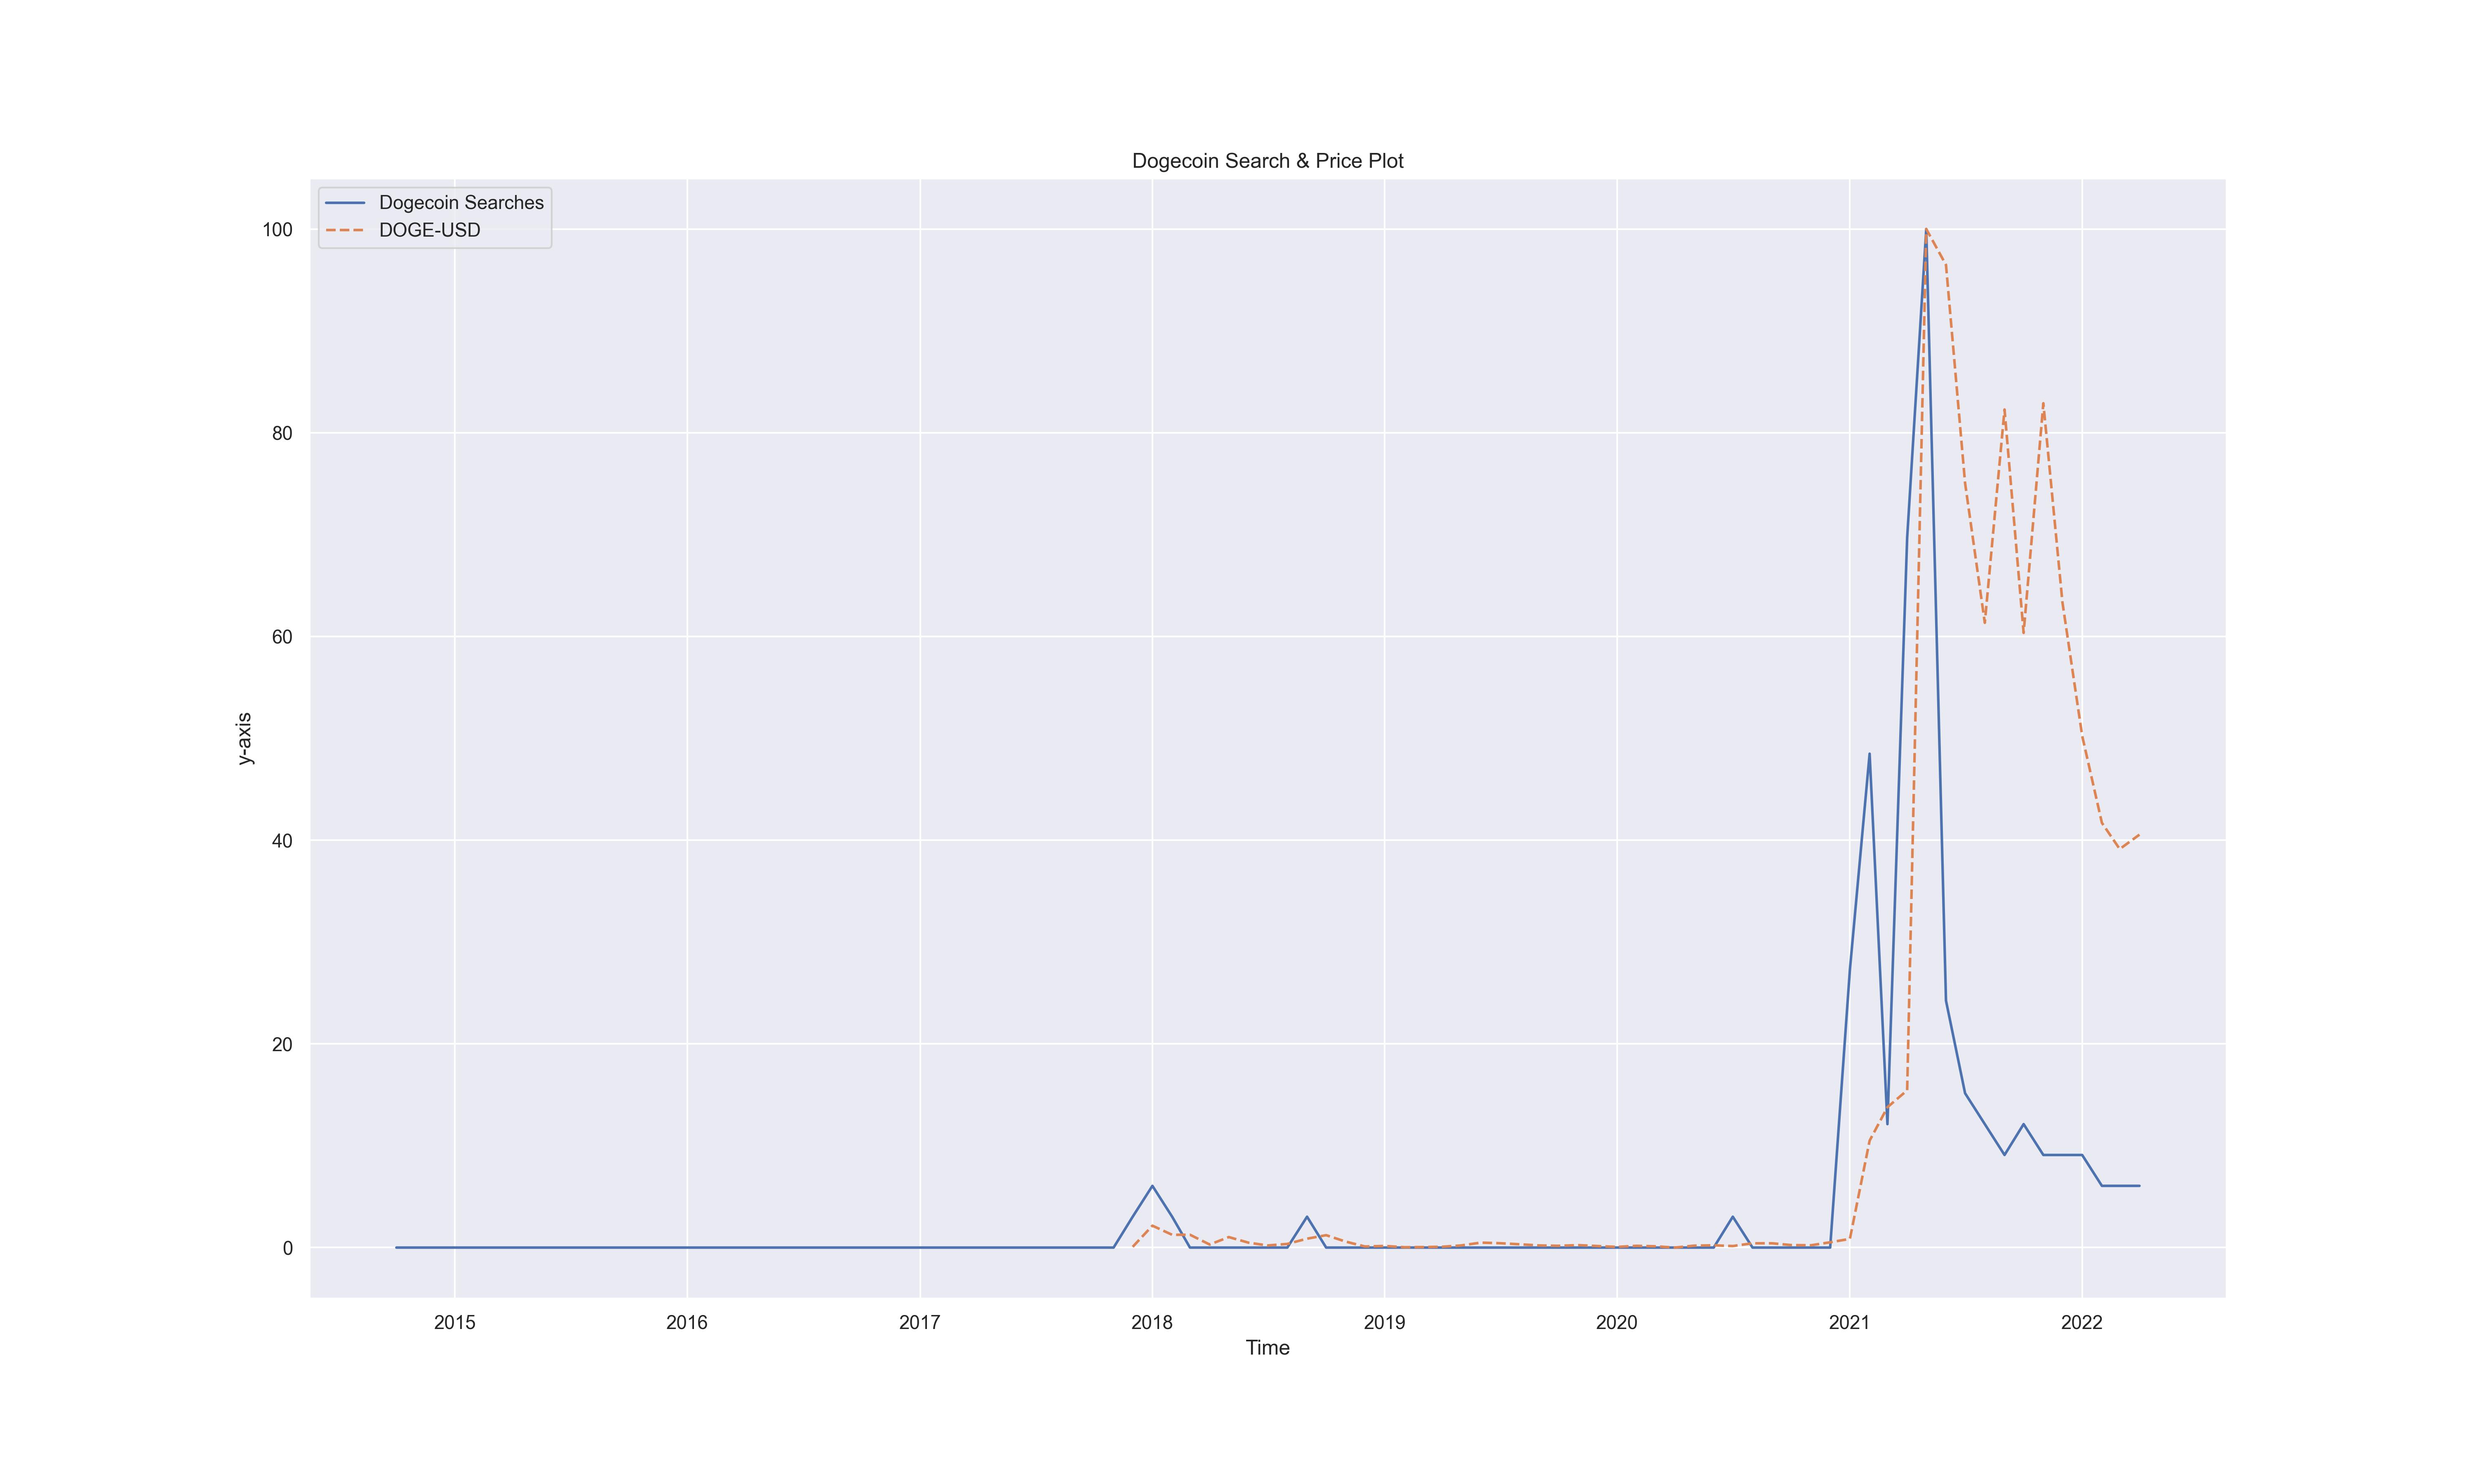 Dogecoin Search & Price Plot
Dogecoin Searches
DOGE-USD
100
80
60
40
20
0
y-axis
2015 2016 2017 2018 2019 2020 2021 2022
Time